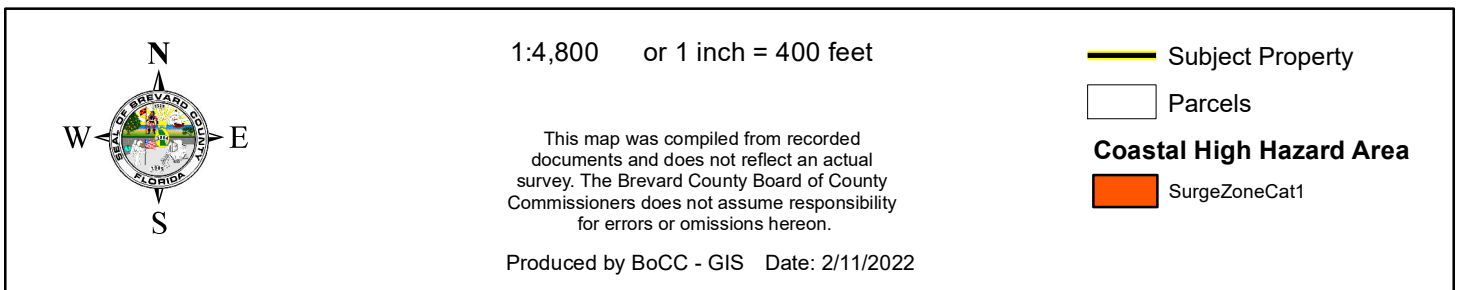 N
W
E
S
SEAL OF BREVARD COUNTY
FLORIDA
1:4,800 or 1 inch = 400 feet
This map was compiled from recorded
documents and does not reflect an actual
survey. The Brevard County Board of County
Commissioners does not assume responsibility
for errors or omissions hereon.
Produced by BoCC - GIS Date: 2/11/2022
Subject Property
Parcels
Coastal High Hazard Area
SurgeZoneCat1